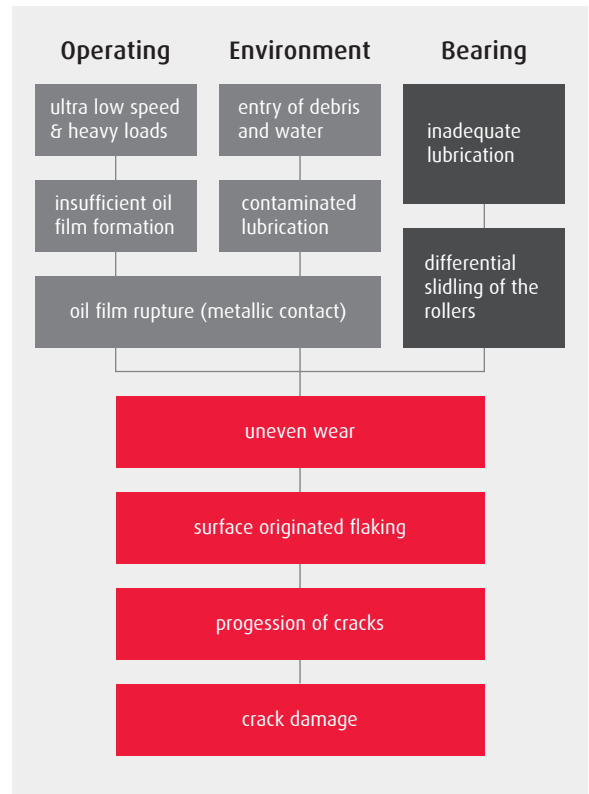 Operating
Environment
Bearing
ultra low speed
& heavy loads
entry of debris
and water
inadequate
lubrication
insufficient oil
film formation
contaminated
lubrication
differential
slidling of the
rollers
oil film rupture (metallic contact)
uneven wear
surface originated flaking
progession of cracks
crack damage